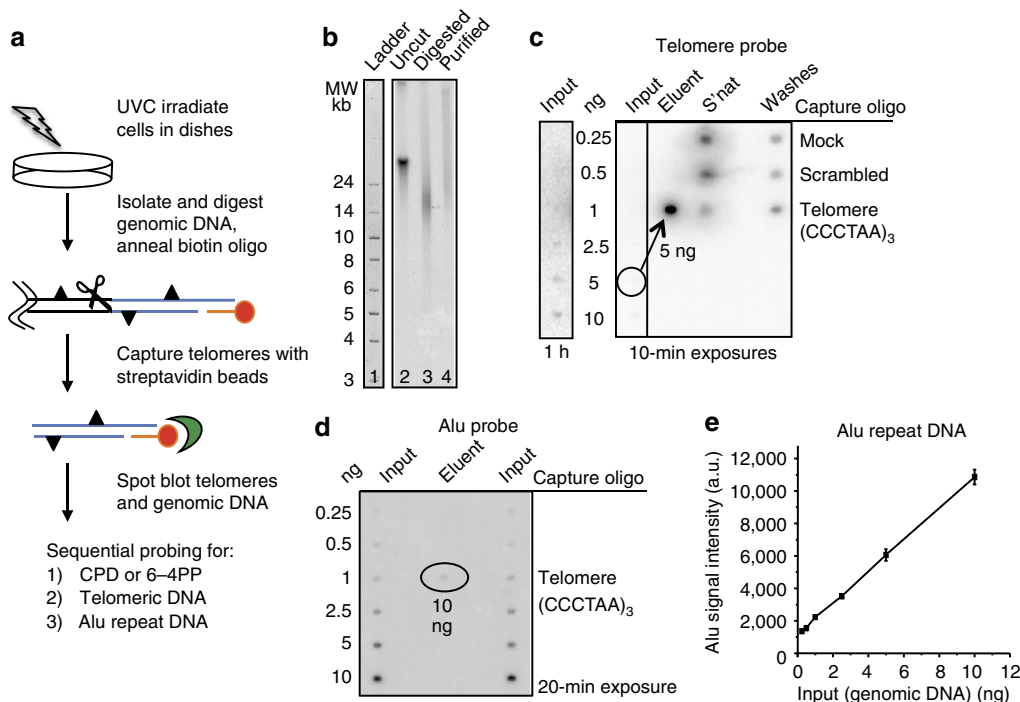 a
UVC irradiate
cells in dishes
Isolate and digest
genomic DNA,
anneal biotin oligo
Capture telomeres with
streptavidin beads
Spot blot telomeres
and genomic DNA
Sequential probing for:
1) CPD or 6–4PP
2) Telomeric DNA
3) Alu repeat DNA
b
Ladder
Uncut
Digested
Purified
MW
kb
24
14
10
8
6
5
4
3
1 2 3 4
c
Telomere probe
Input
ng
Input
Eluent
S'nat
Washes
Capture oligo
0.25
Mock
0.5
Scrambled
1
Telomere
(CCCTAA)3
2.5
5 ng
5
10
1 h
10-min exposures
d
Alu probe
ng
Input
Eluent
Input
Capture oligo
0.25
0.5
1
Telomere
(CCCTAA)3
10
ng
2.5
5
10
20-min exposure
e
Alu repeat DNA
Alu signal intensity (a.u.)
12,000
10,000
8,000
6,000
4,000
2,000
0
0 2 4 6 8 10 12
Input (genomic DNA) (ng)